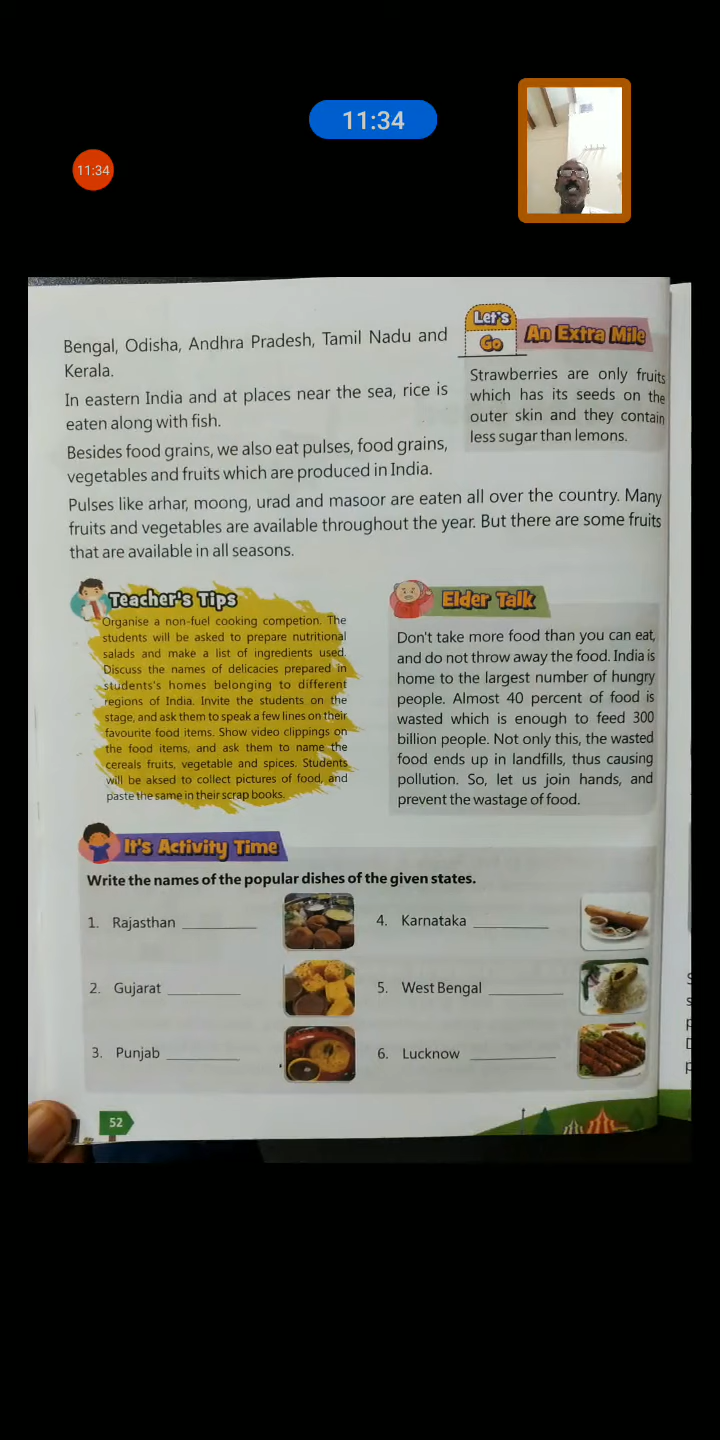 11:34
11:34
Bengal, Odisha, Andhra Pradesh, Tamil Nadu and
Kerala.
In eastern India and at places near the sea, rice is
eaten along with fish.
Besides food grains, we also eat pulses, food grains,
vegetables and fruits which are produced in India.
Let's
Go
An Extra Mile
Strawberries are only fruits
which has its seeds on the
outer skin and they contain
less sugar than lemons.
Pulses like arhar, moong, urad and masoor are eaten all over the country. Many
fruits and vegetables are available throughout the year. But there are some fruits
that are available in all seasons.
Teacher's Tips
Organise a non-fuel cooking competion. The
students will be asked to prepare nutritional
salads and make a list of ingredients used.
Discuss the names of delicacies prepared in
students's homes belonging to different
regions of India. Invite the students on the
stage, and ask them to speak a few lines on their
favourite food items. Show video clippings on
the food items, and ask them to name the
cereals fruits, vegetable and spices. Students
will be aksed to collect pictures of food, and
paste the same in their scrap books.
Elder Talk
Don't take more food than you can eat,
and do not throw away the food. India is
home to the largest number of hungry
people. Almost 40 percent of food is
wasted which is enough to feed 300
billion people. Not only this, the wasted
food ends up in landfills, thus causing
pollution. So, let us join hands, and
prevent the wastage of food.
It's Activity Time
Write the names of the popular dishes of the given states.
1. Rajasthan __________
2. Gujarat __________
3. Punjab __________
4. Karnataka __________
5. West Bengal __________
6. Lucknow __________
52